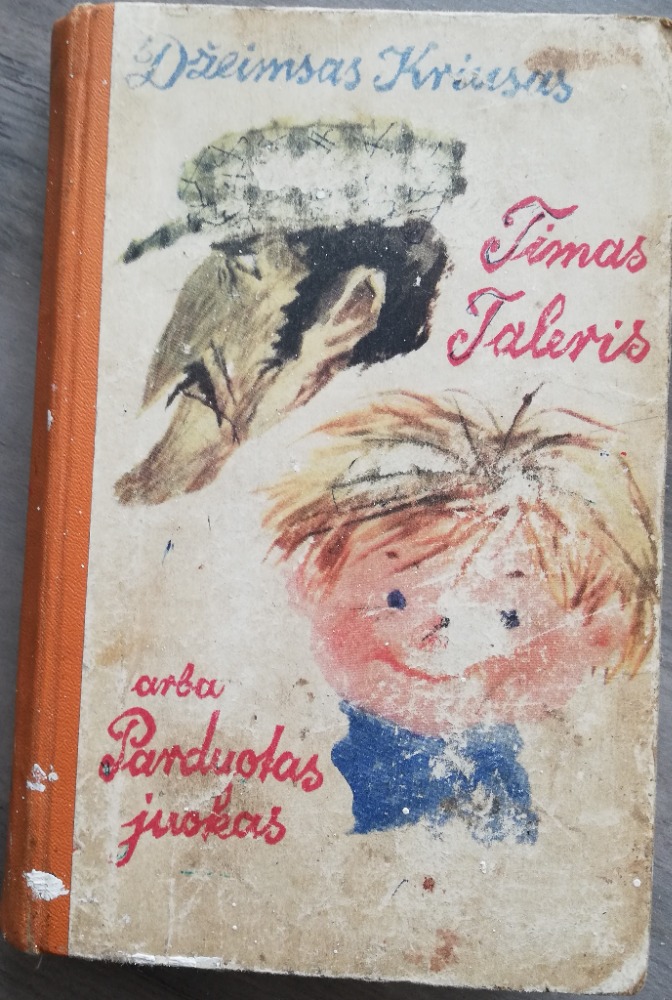 Džeimsas Kriusas
Timas
Taleris
arba
Parduotas
juokas